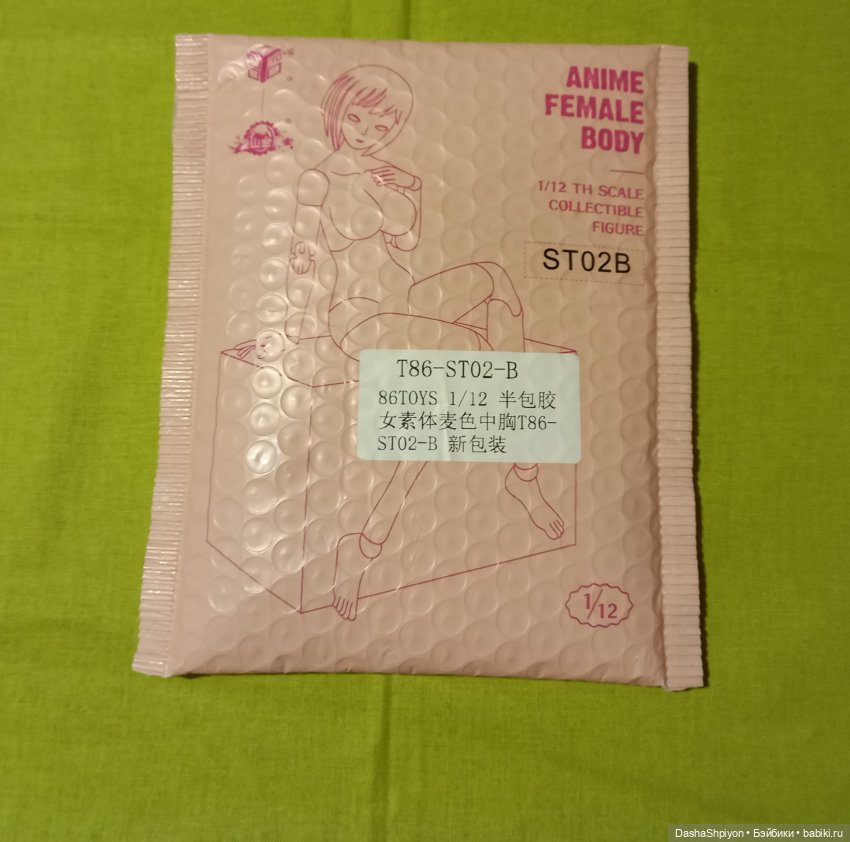 ANIME
FEMALE
BODY
1/12 TH SCALE
COLLECTIBLE
FIGURE
ST02B
T86-ST02-B
86TOYS 1/12 半包胶
女素体麦色中胸T86-
ST02-B 新包装
1/12
DashaShpiyon • Бэйбики • babiki.ru